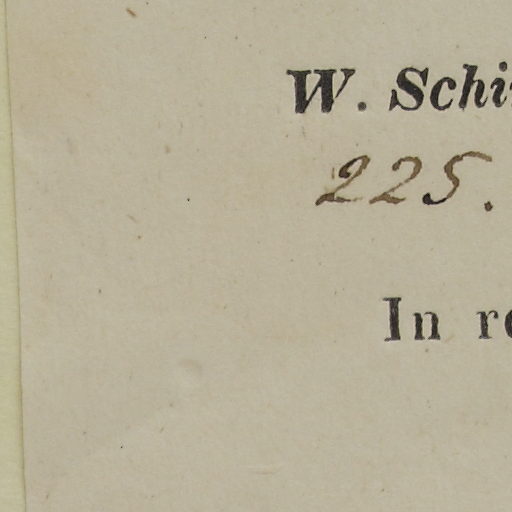 W. Schi
225.
In re